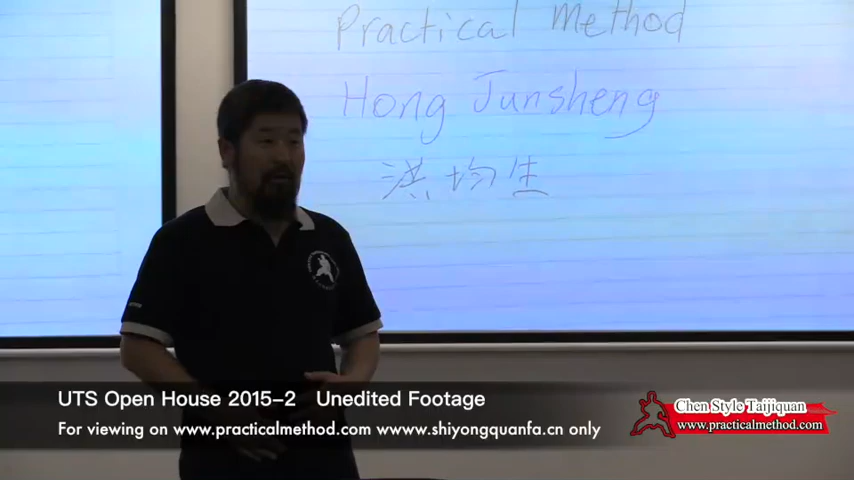 Practical Method
Hong Junsheng
洪均生
UTS Open House 2015-2 Unedited Footage
For viewing on www.practicalmethod.com wwww.shiyongquanfa.cn only
Chen Style Taijiquan
www.practicalmethod.com